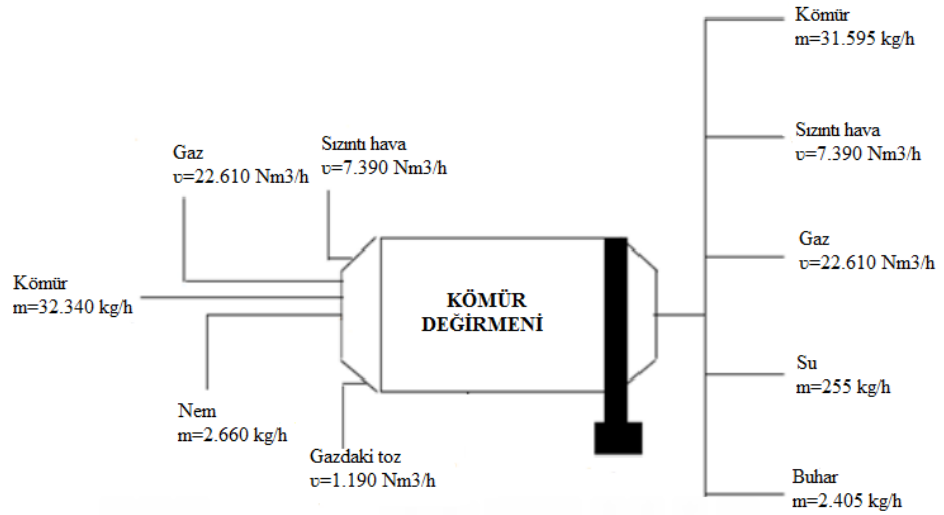 Kömür
m=31.595 kg/h
Sızıntı hava
υ=7.390 Nm3/h
Gaz
υ=22.610 Nm3/h
Sızıntı hava
υ=7.390 Nm3/h
Gaz
υ=22.610 Nm3/h
Kömür
m=32.340 kg/h
KÖMÜR
DEĞİRMENİ
Su
m=255 kg/h
Nem
m=2.660 kg/h
Gazdaki toz
υ=1.190 Nm3/h
Buhar
m=2.405 kg/h